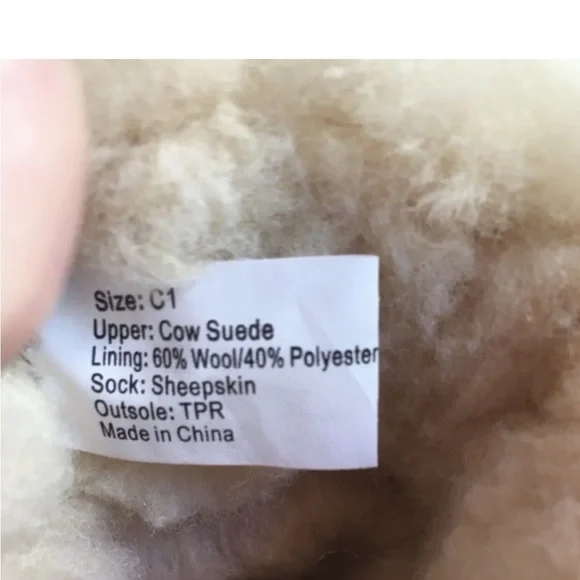 Size: C1
Upper: Cow Suede
Lining: 60% Wool/40% Polyester
Sock: Sheepskin
Outsole: TPR
Made in China